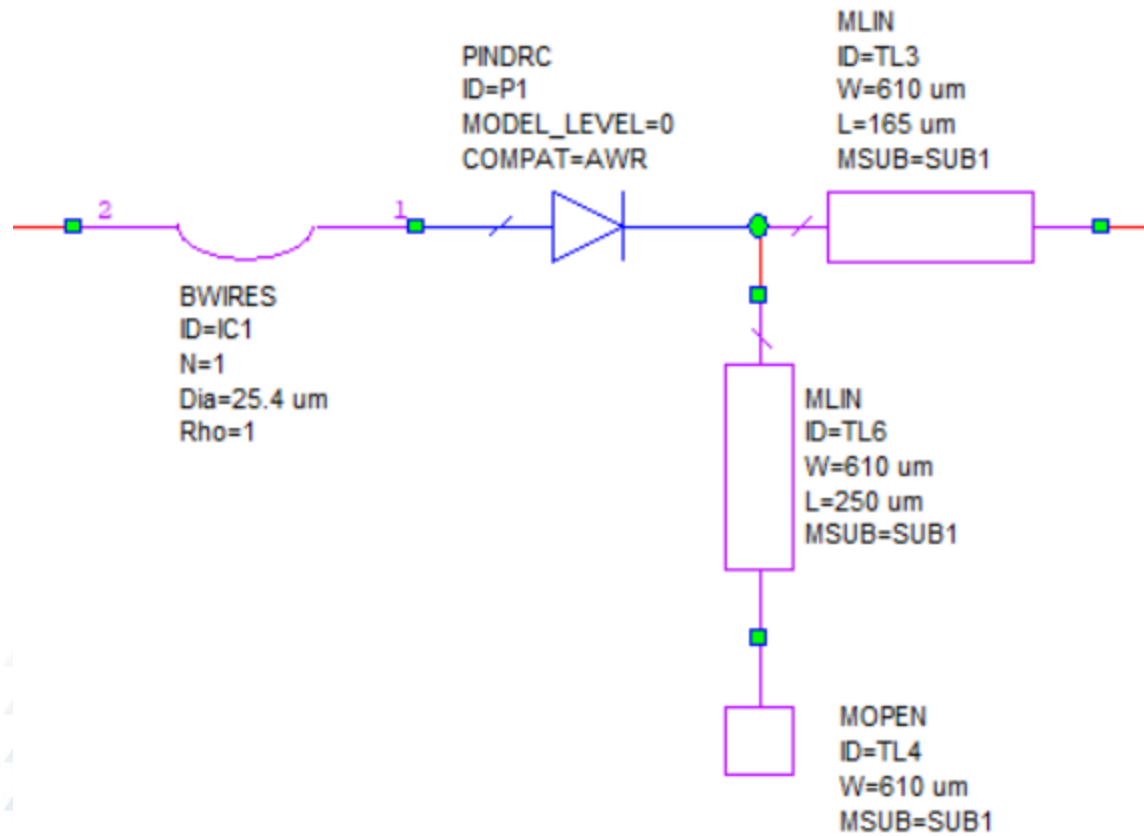 MLIN
ID=TL3
W=610 um
L=165 um
MSUB=SUB1
PINDRC
ID=P1
MODEL_LEVEL=0
COMPAT=AWR
2
1
BWIRES
ID=IC1
N=1
Dia=25.4 um
Rho=1
MLIN
ID=TL6
W=610 um
L=250 um
MSUB=SUB1
MOPEN
ID=TL4
W=610 um
MSUB=SUB1